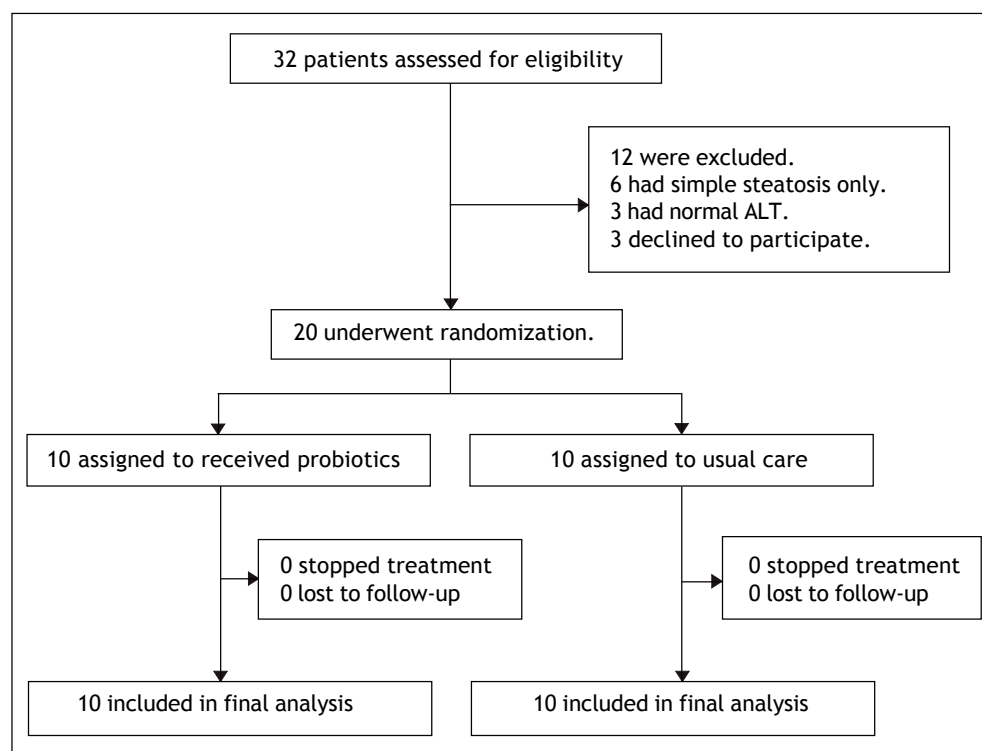 32 patients assessed for eligibility
12 were excluded.
6 had simple steatosis only.
3 had normal ALT.
3 declined to participate.
20 underwent randomization.
10 assigned to received probiotics
10 assigned to usual care
0 stopped treatment
0 lost to follow-up
0 stopped treatment
0 lost to follow-up
10 included in final analysis
10 included in final analysis